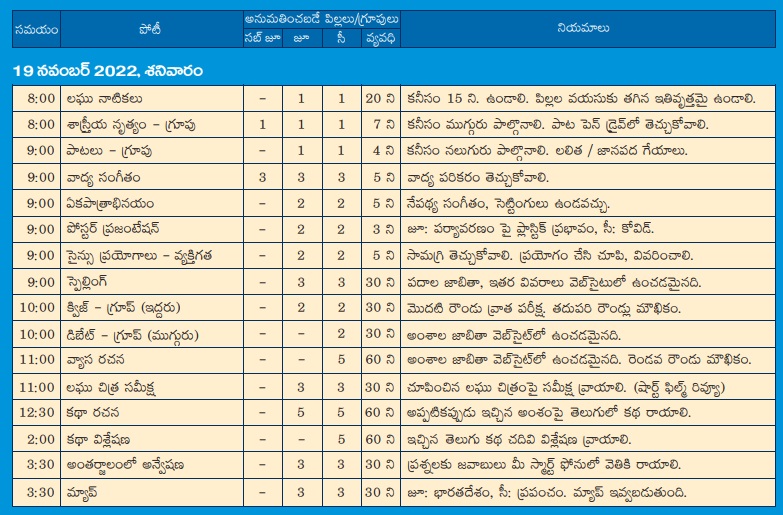 సమయం పోటీ అనుమతించబడే పిల్లలు/గ్రూపులు నియమాలు
సబ్ జూ జూ సీ వ్యవధి
19 నవంబర్ 2022, శనివారం
8:00 లఘు నాటికలు – 1 1 20 ని కనీసం 15 ని. ఉండాలి. పిల్లల వయసుకు తగిన ఇతివృత్తమై ఉండాలి.
8:00 శాస్త్రీయ నృత్యం – గ్రూపు 1 1 1 7 ని కనీసం ముగ్గురు పాల్గొనాలి. పాట పెన్ డ్రైవ్‌లో తెచ్చుకోవాలి.
9:00 పాటలు – గ్రూపు – 1 1 4 ని కనీసం నలుగురు పాల్గొనాలి. లలిత / జానపద గేయాలు.
9:00 వాద్య సంగీతం 3 3 3 5 ని వాద్య పరికరం తెచ్చుకోవాలి.
9:00 ఏకపాత్రాభినయం – 2 2 5 ని నేపథ్య సంగీతం, సెట్టింగులు ఉండవచ్చు.
9:00 పోస్టర్ ప్రజంటేషన్ – 2 2 3 ని జూ: పర్యావరణం పై ప్లాస్టిక్ ప్రభావం, సీ: కోవిడ్.
9:00 సైన్సు ప్రయోగాలు – వ్యక్తిగత – 2 2 5 ని సామగ్రి తెచ్చుకోవాలి. ప్రయోగం చేసి చూపి, వివరించాలి.
9:00 స్పెల్లింగ్ – 3 3 30 ని పదాల జాబితా, ఇతర వివరాలు వెబ్‌సైటులో ఉంచడమైనది.
10:00 క్విజ్ – గ్రూప్ (ఇద్దరు) – 2 2 30 ని మొదటి రౌండు వ్రాత పరీక్ష. తదుపరి రౌండ్లు మౌఖికం.
10:00 డిబేట్ – గ్రూప్ (ముగ్గురు) – – 2 30 ని అంశాల జాబితా వెబ్‌సైట్‌లో ఉంచడమైనది.
11:00 వ్యాస రచన – – 5 60 ని అంశాల జాబితా వెబ్‌సైట్‌లో ఉంచడమైనది. రెండవ రౌండు మౌఖికం.
11:00 లఘు చిత్ర సమీక్ష – 3 3 30 ని చూపించిన లఘు చిత్రంపై సమీక్ష వ్రాయాలి. (షార్ట్ ఫిల్మ్ రివ్యూ)
12:30 కథా రచన – 5 5 60 ని అప్పటికప్పుడు ఇచ్చిన అంశంపై తెలుగులో కథ రాయాలి.
2:00 కథా విశ్లేషణ – – 5 60 ని ఇచ్చిన తెలుగు కథ చదివి విశ్లేషణ వ్రాయాలి.
3:30 అంతర్జాలంలో అన్వేషణ – 3 3 30 ని ప్రశ్నలకు జవాబులు మీ స్మార్ట్ ఫోనులో వెతికి రాయాలి.
3:30 మ్యాప్ – 3 3 30 ని జూ: భారతదేశం, సీ: ప్రపంచం. మ్యాప్ ఇవ్వబడుతుంది.